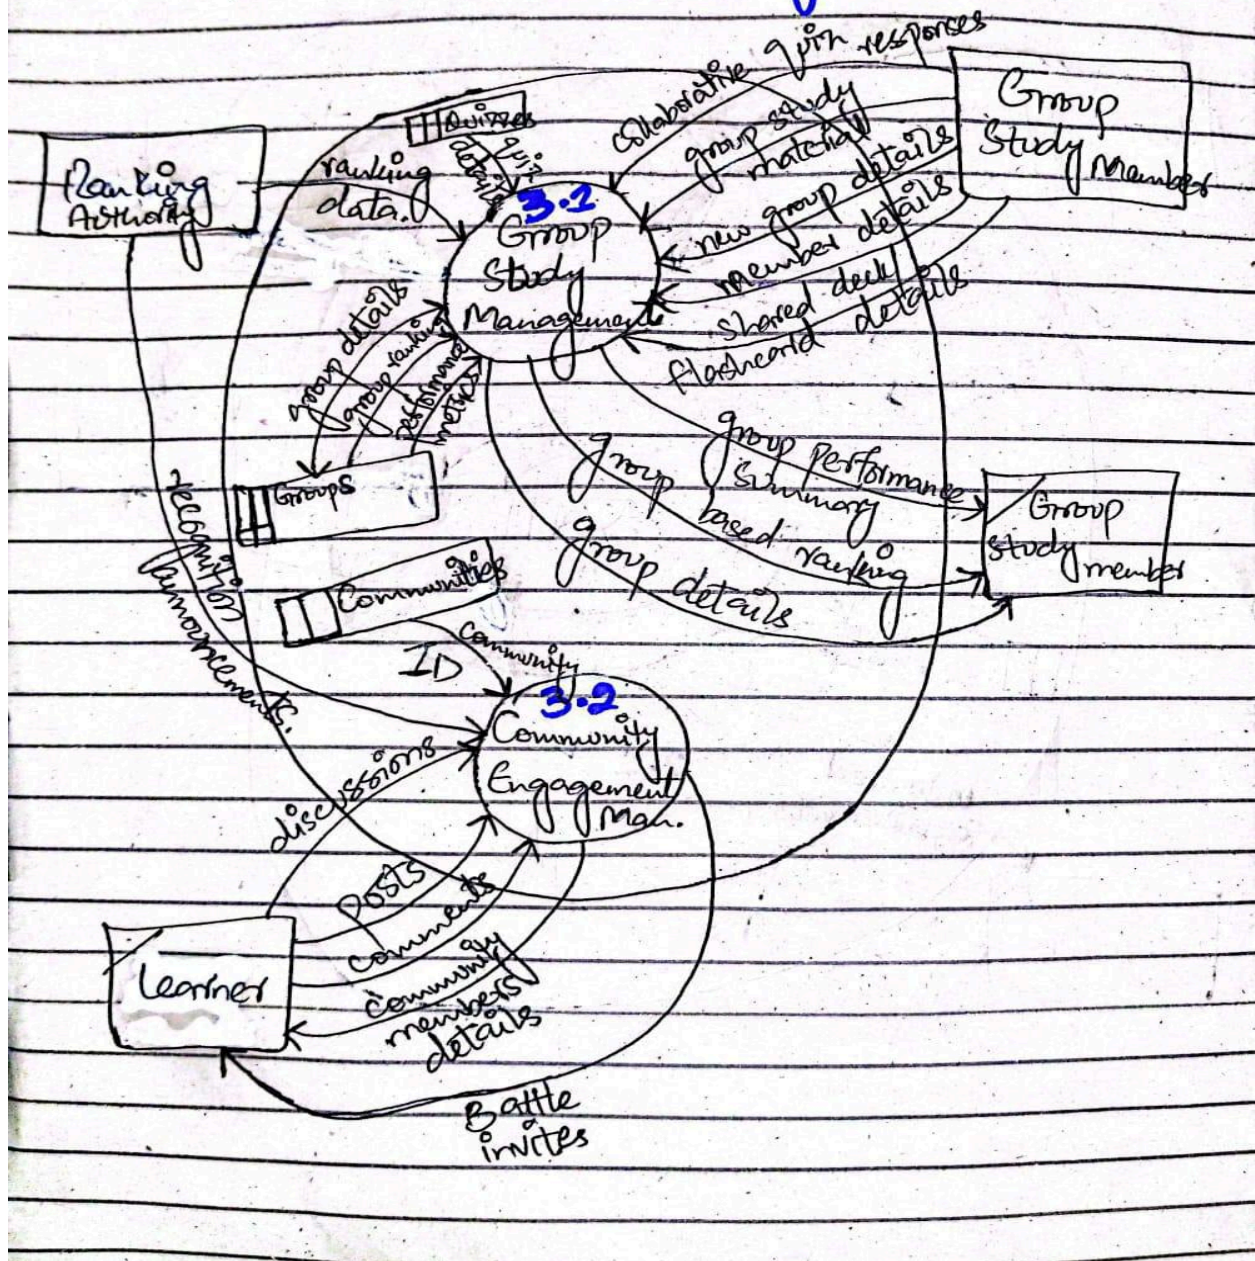 collaborative quiz responses
Quizzes
quiz
details
group study
material
Group
Study Member
Ranking
Authority
ranking
data.
3.1
Group
Study
Management
new group details
member details
shared deck/
flashcard details
group details
group ranking
performance
metrics
Groups
group performance
summary
group
based ranking
group details
Group
study member
recognition
announcements.
Communities
community
ID
3.2
Community
Engagement
Man.
discussions
Posts
comments
community
members
details
Learner
Battle
invites